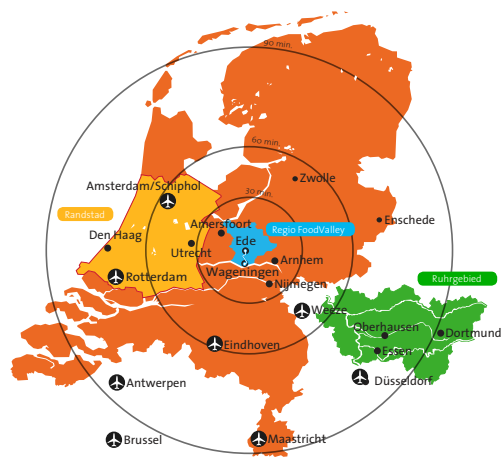 90 min.
60 min.
Zwolle
Amsterdam/Schiphol
30 min.
Randstad
Amersfoort
Regio FoodValley
Enschede
Den Haag
Utrecht
Ede
Wageningen
Arnhem
Rotterdam
Nijmegen
Ruhrgebied
Weeze
Oberhausen
Dortmund
Eindhoven
Essen
Antwerpen
Düsseldorf
Brussel
Maastricht